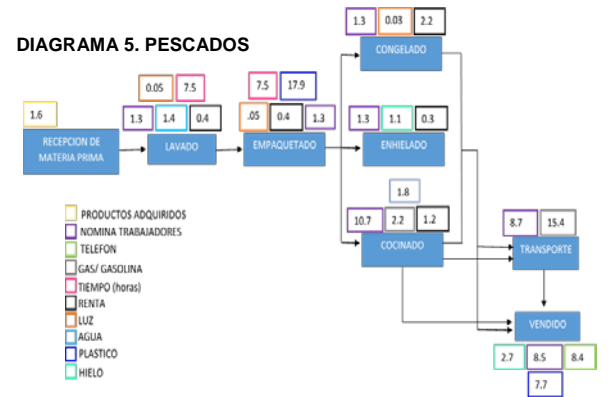 DIAGRAMA 5. PESCADOS
1.3 0.03 2.2
CONGELADO
0.05 7.5
7.5 17.9
1.6
1.3 1.4 0.4
.05 0.4 1.3
1.3 1.1 0.3
RECEPCION DE
MATERIA PRIMA
LAVADO
EMPAQUETADO
ENHIELADO
1.8
10.7 2.2 1.2
COCINADO
8.7 15.4
TRANSPORTE
VENDIDO
2.7 8.5 8.4
7.7
PRODUCTOS ADQUIRIDOS
NOMINA TRABAJADORES
TELEFON
GAS/ GASOLINA
TIEMPO (horas)
RENTA
LUZ
AGUA
PLASTICO
HIELO